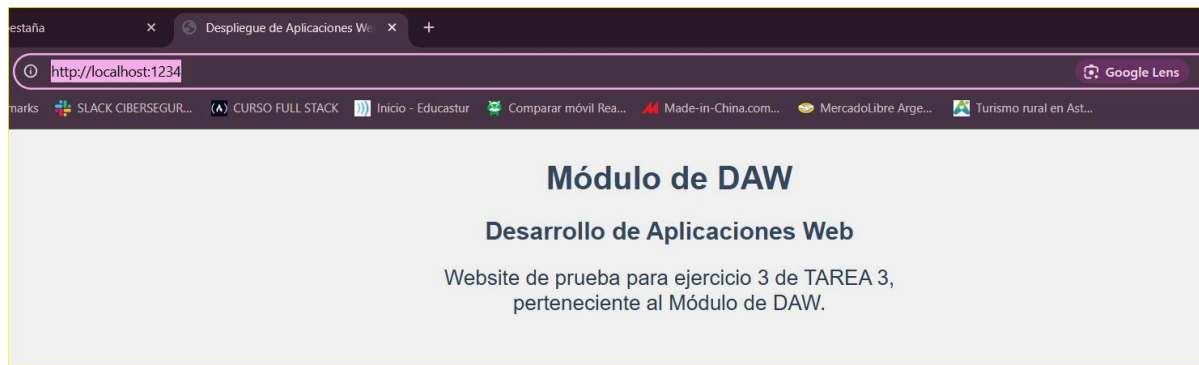 estaña
Despliegue de Aplicaciones We
http://localhost:1234
Google Lens
marks SLACK CIBERSEGUR... CURSO FULL STACK Inicio - Educastur Comparar móvil Rea... Made-in-China.com... MercadoLibre Arge... Turismo rural en Ast...
Módulo de DAW
Desarrollo de Aplicaciones Web
Website de prueba para ejercicio 3 de TAREA 3,
perteneciente al Módulo de DAW.